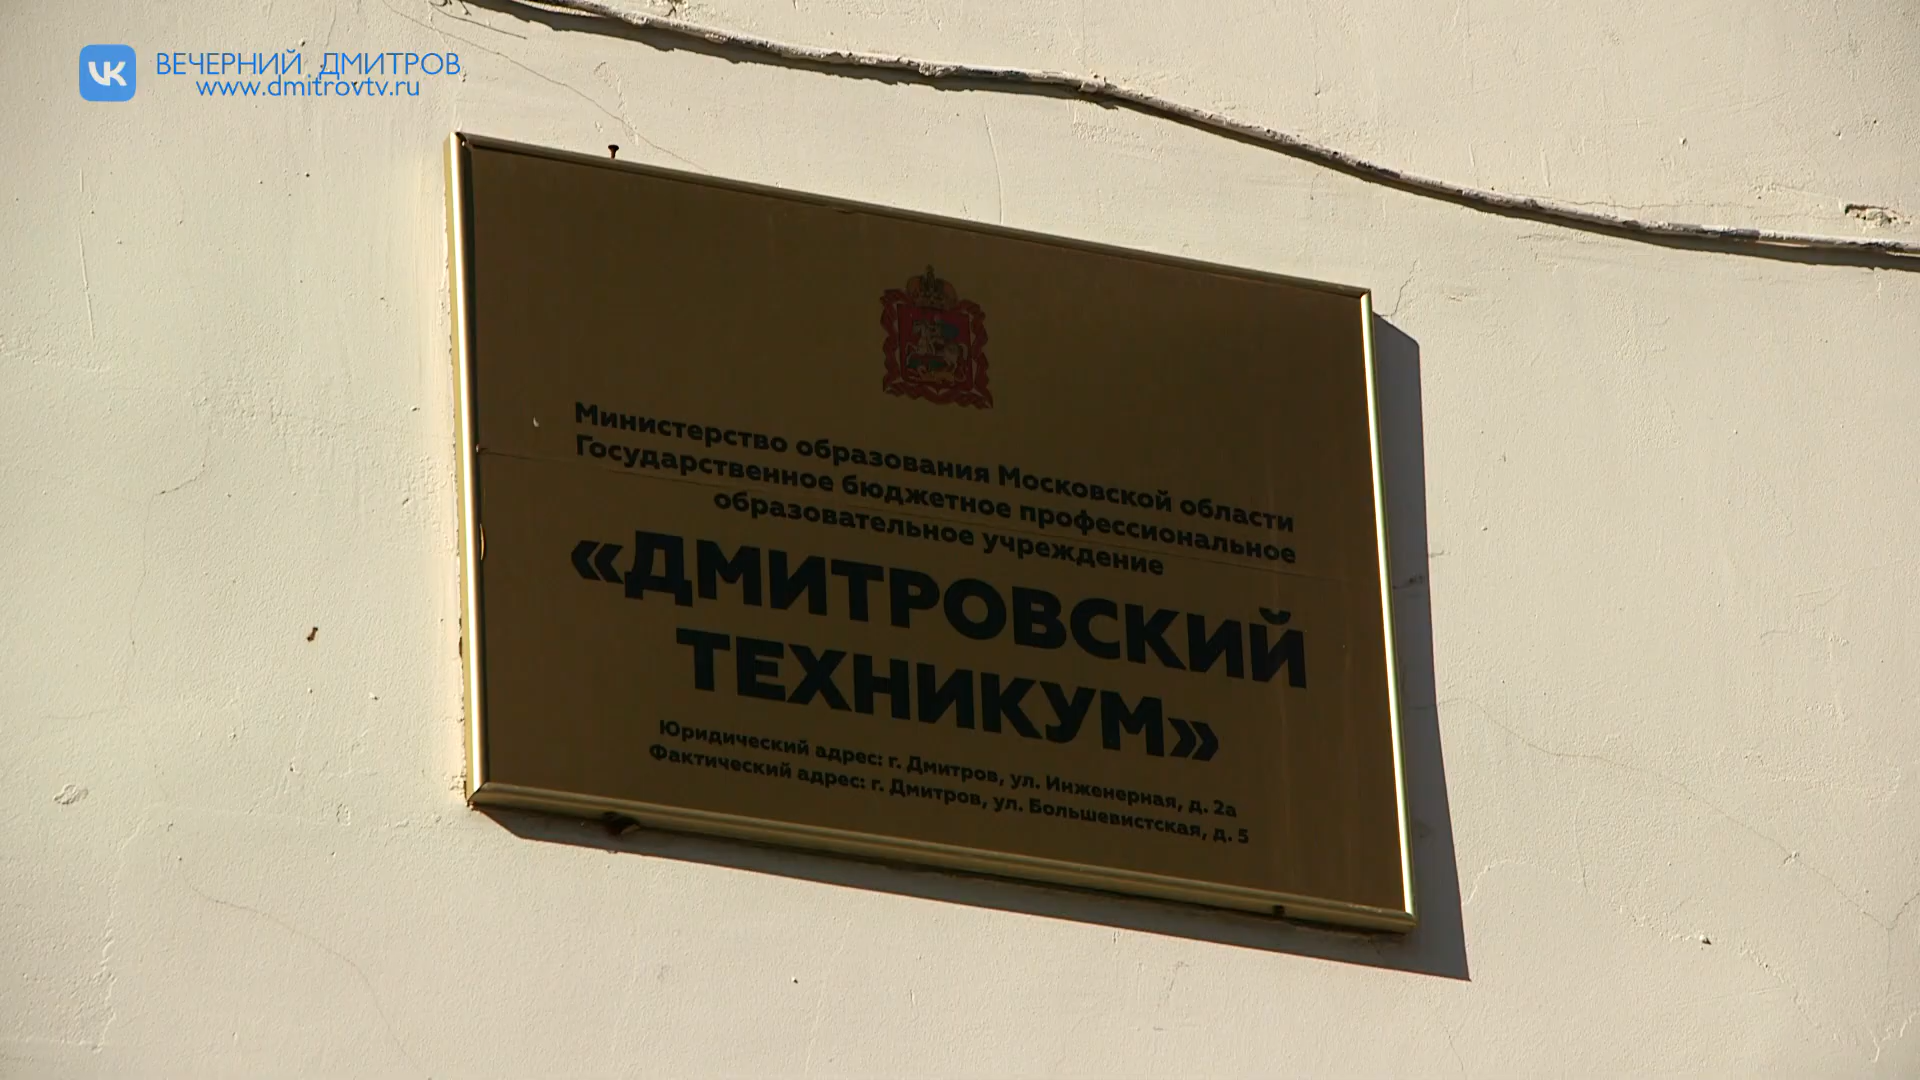 ВЕЧЕРНИЙ ДМИТРОВ
www.dmitrovtv.ru
Министерство образования Московской области
Государственное бюджетное профессиональное
образовательное учреждение
«ДМИТРОВСКИЙ
ТЕХНИКУМ»
Юридический адрес: г. Дмитров, ул. Инженерная, д. 2а
Фактический адрес: г. Дмитров, ул. Большевистская, д. 5